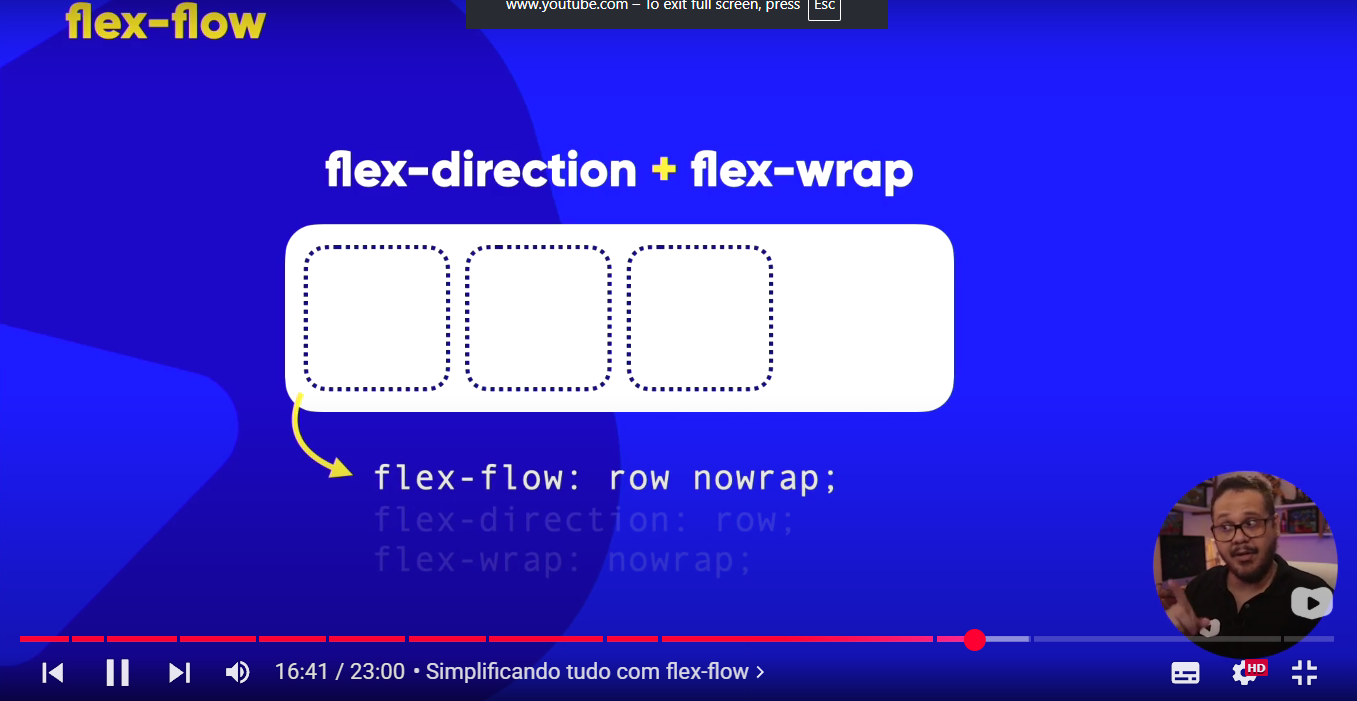 flex-flow
www.youtube.com – To exit full screen, press Esc
flex-direction + flex-wrap
flex-flow: row nowrap;
flex-direction: row;
flex-wrap: nowrap;
16:41 / 23:00 • Simplificando tudo com flex-flow >
HD